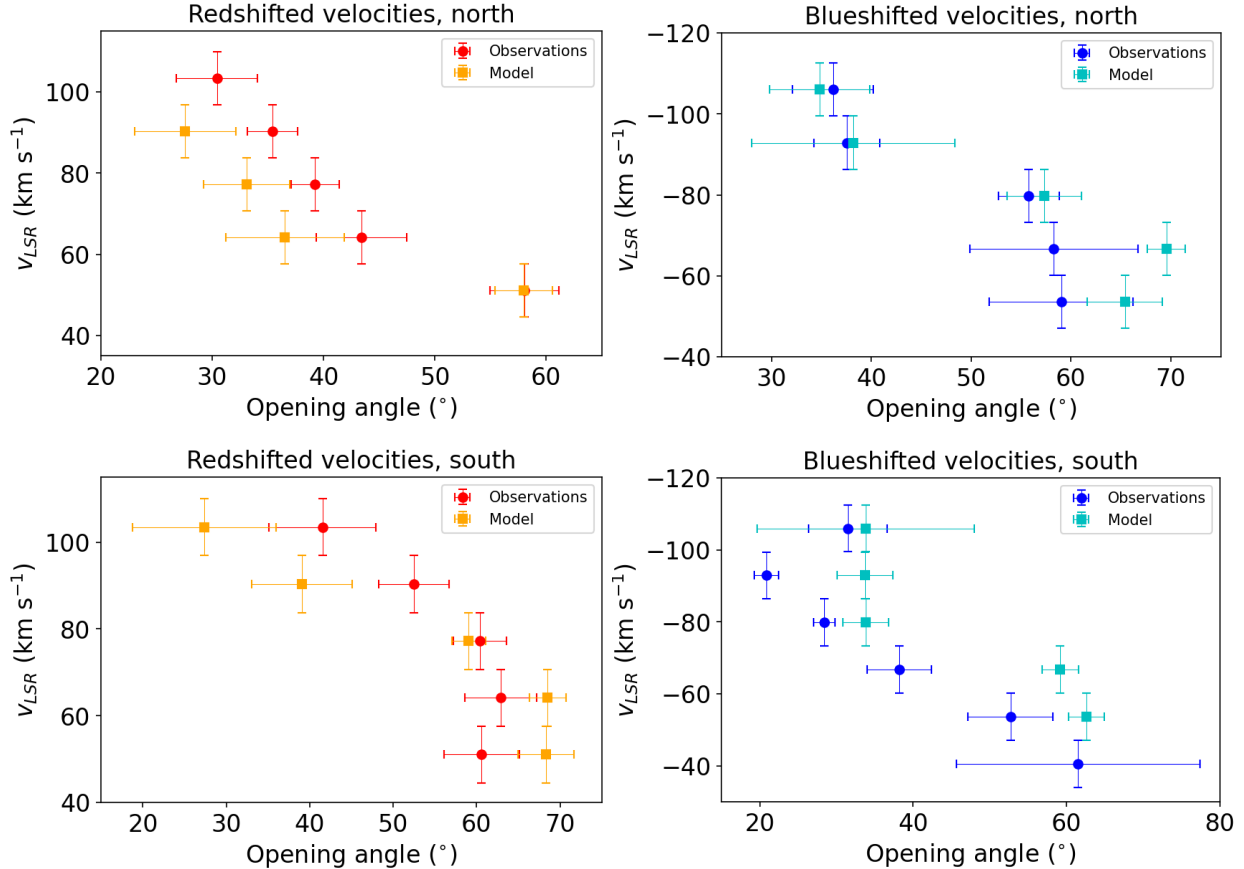 Redshifted velocities, north
Observations
Model
v_LSR (km s⁻¹)
100
80
60
40
20 30 40 50 60
Opening angle (°)
Blueshifted velocities, north
Observations
Model
v_LSR (km s⁻¹)
−120
−100
−80
−60
−40
30 40 50 60 70
Opening angle (°)
Redshifted velocities, south
Observations
Model
v_LSR (km s⁻¹)
100
80
60
40
20 30 40 50 60 70
Opening angle (°)
Blueshifted velocities, south
Observations
Model
v_LSR (km s⁻¹)
−120
−100
−80
−60
−40
20 40 60 80
Opening angle (°)